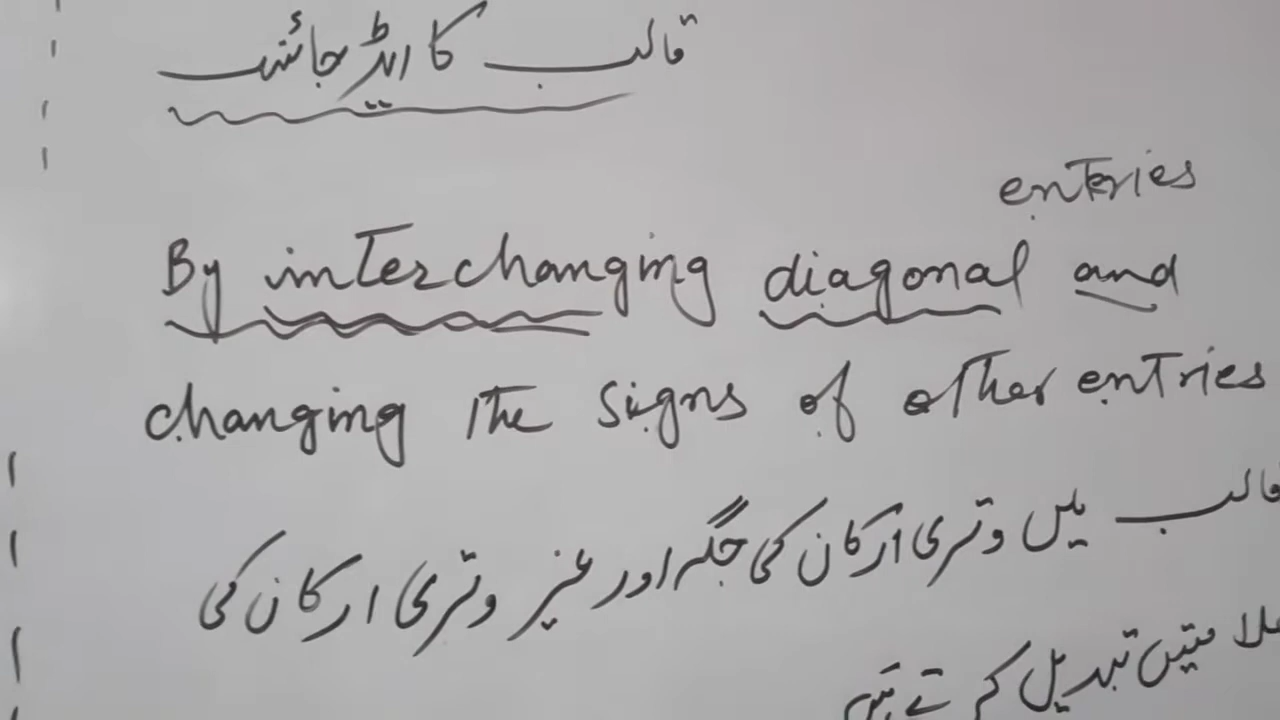 قالب کا ایڈجائنٹ
entries
By interchanging diagonal and
changing the signs of other entries
قالب میں وتری ارکان کی جگہ اور غیر وتری ارکان کی
علامتیں تبدیل کرتے ہیں